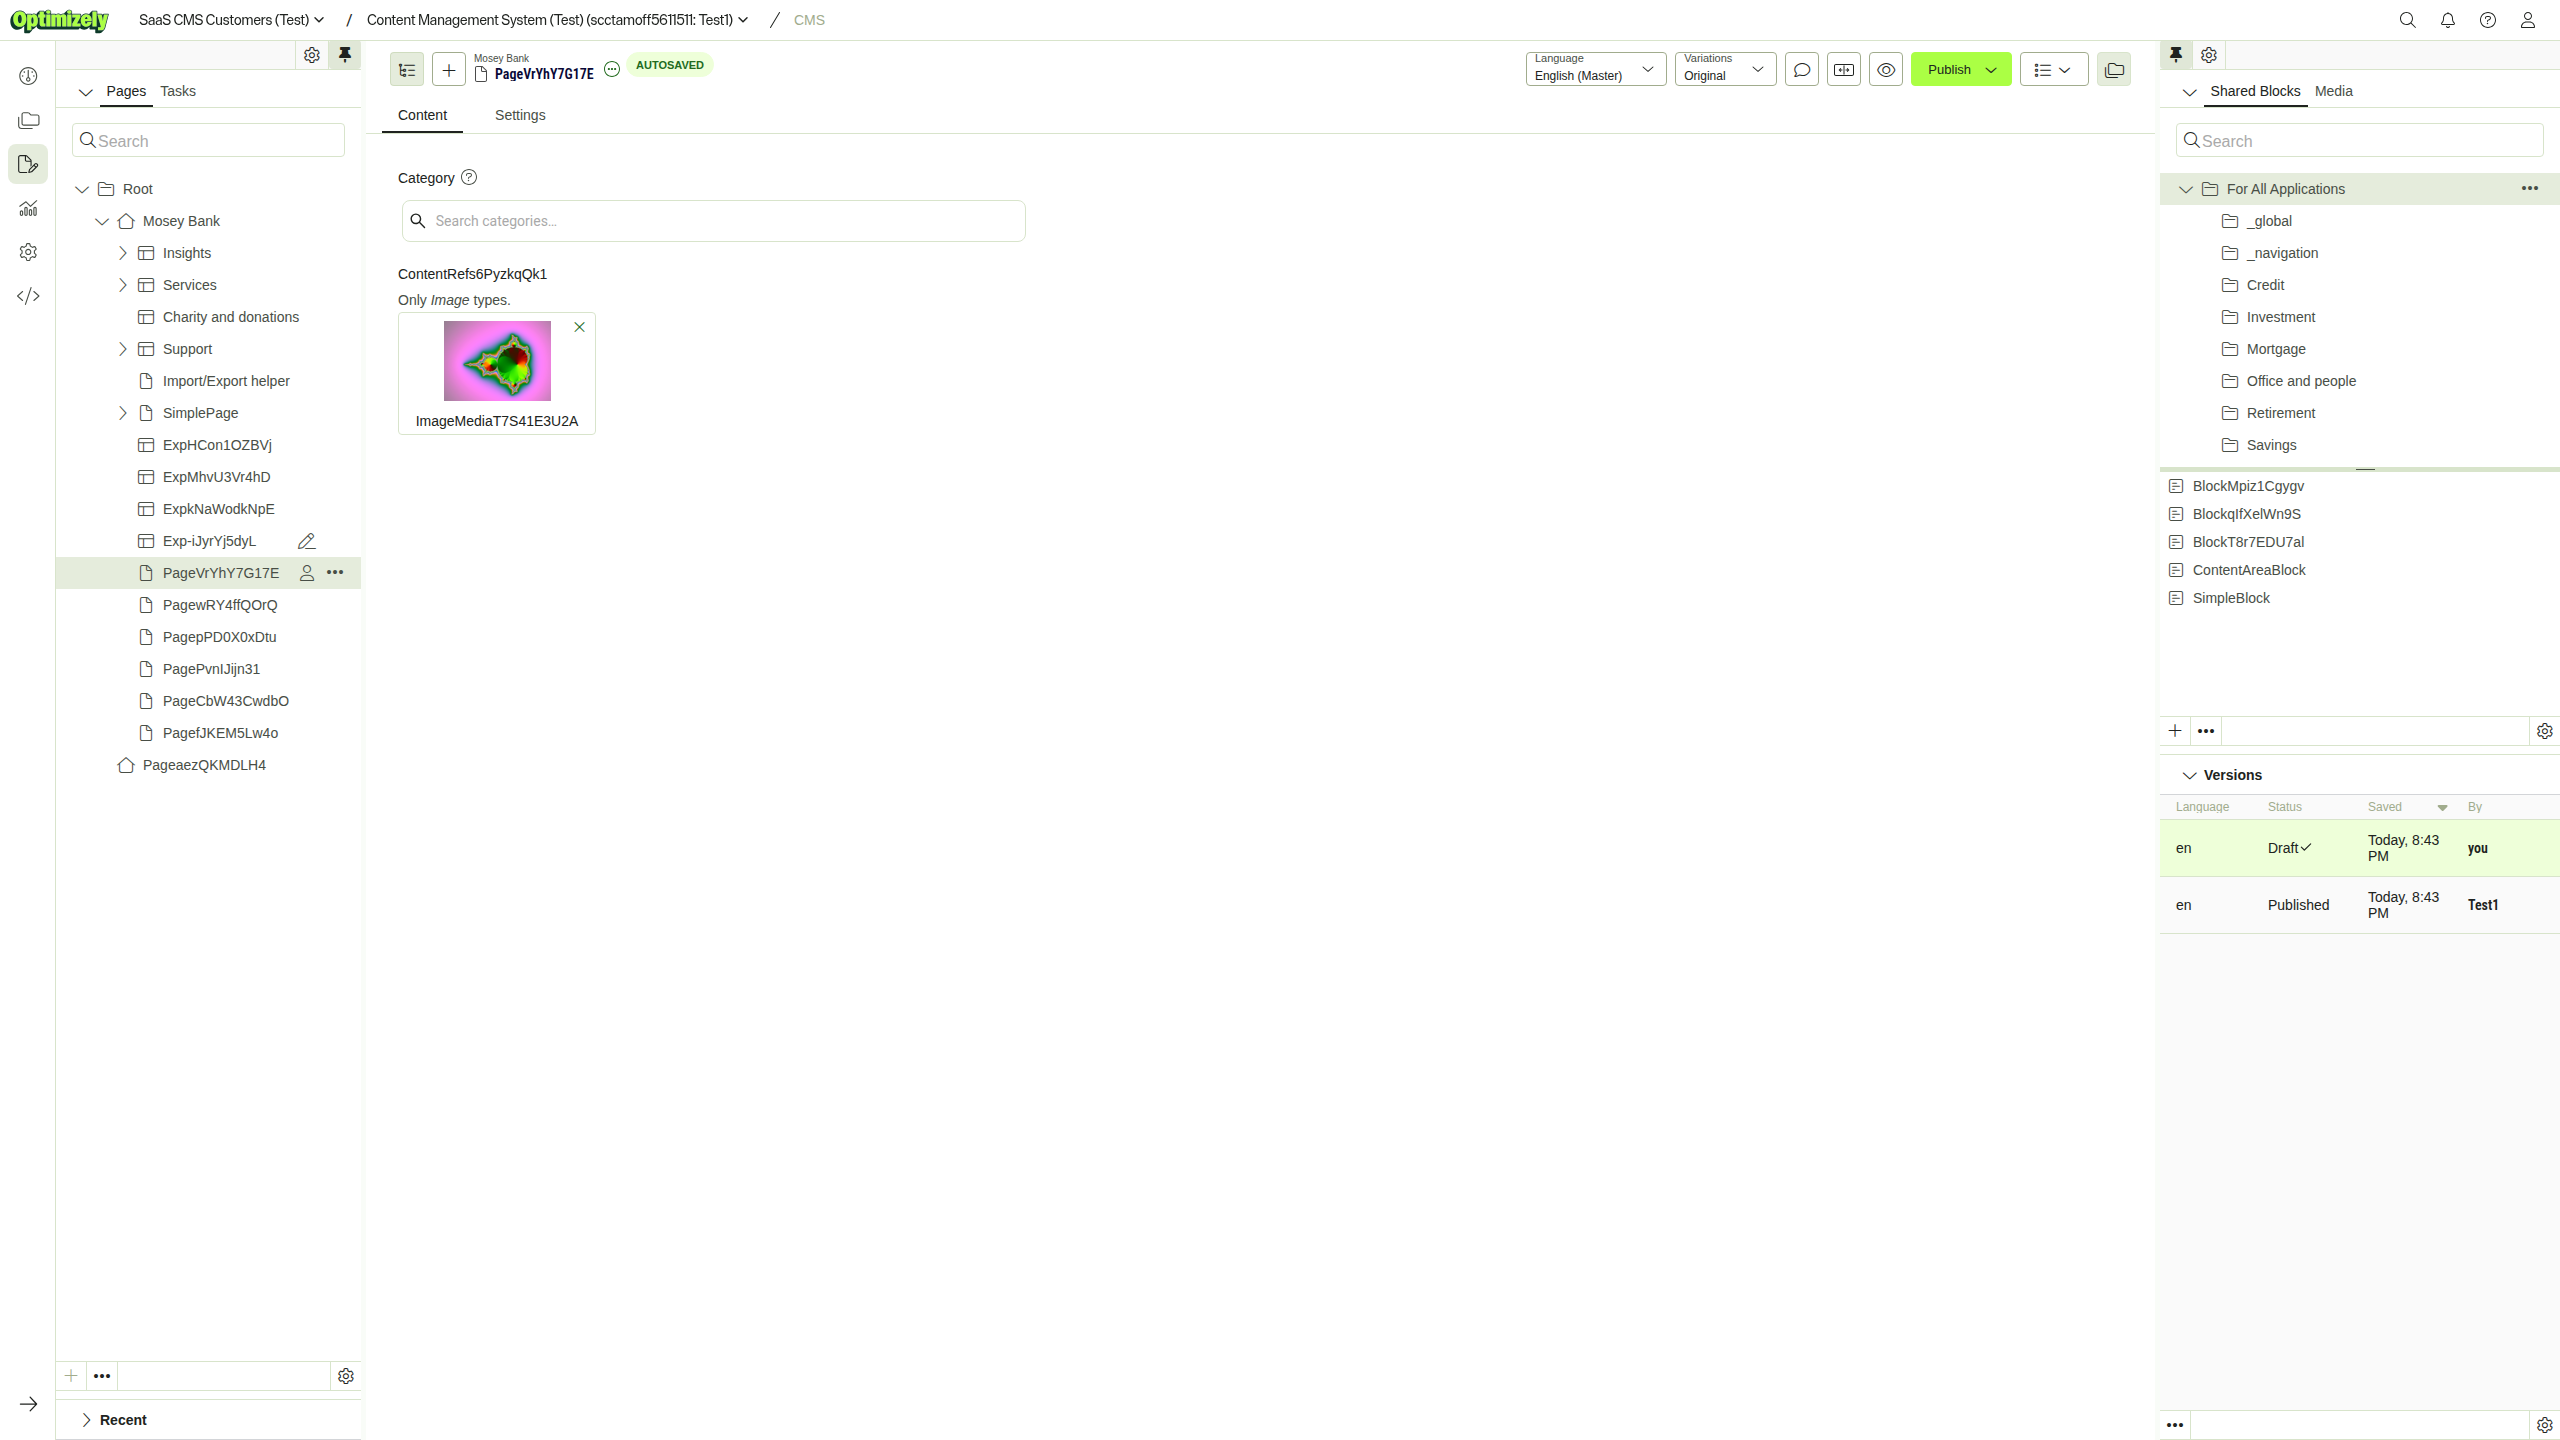 Optimizely
SaaS CMS Customers (Test) / Content Management System (Test) (scctamoff5611511: Test1) / CMS
Pages Tasks
Search
Root
Mosey Bank
Insights
Services
Charity and donations
Support
Import/Export helper
SimplePage
ExpHCon1OZBVj
ExpMhvU3Vr4hD
ExpkNaWodkNpE
Exp-iJyrYj5dyL
PageVrYhY7G17E
PagewRY4ffQOrQ
PagepPD0X0xDtu
PagePvnIJijn31
PageCbW43CwdbO
PagefJKEM5Lw4o
PageaezQKMDLH4
Recent
Mosey Bank
PageVrYhY7G17E
AUTOSAVED
Language
English (Master)
Variations
Original
Publish
Content Settings
Category
Search categories...
ContentRefs6PyzkqQk1
Only Image types.
ImageMediaT7S41E3U2A
Shared Blocks Media
Search
For All Applications
_global
_navigation
Credit
Investment
Mortgage
Office and people
Retirement
Savings
BlockMpiz1Cgygv
BlockqIfXelWn9S
BlockT8r7EDU7al
ContentAreaBlock
SimpleBlock
Versions
Language Status Saved By
en Draft Today, 8:43 PM you
en Published Today, 8:43 PM Test1